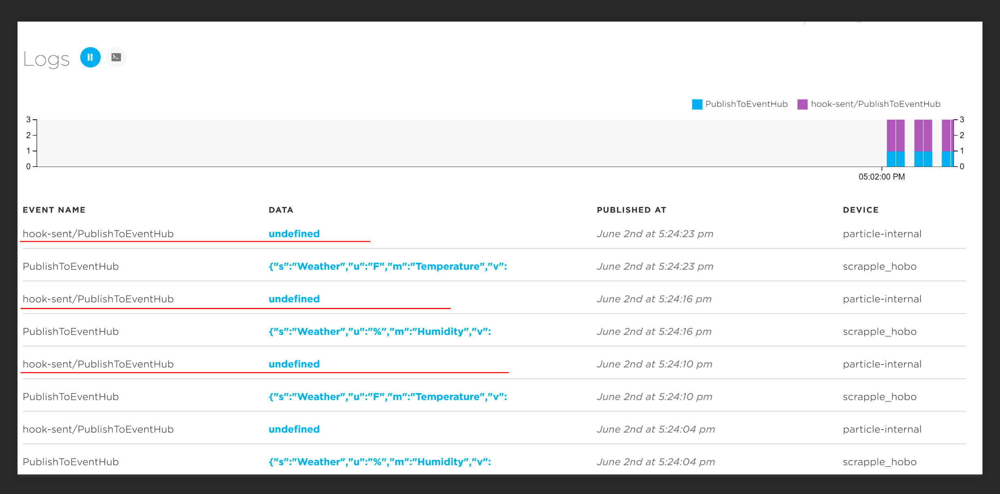 Logs
PublishToEventHub hook-sent/PublishToEventHub
3 3
2 2
1 1
0 0
05:02:00 PM
EVENT NAME DATA PUBLISHED AT DEVICE
hook-sent/PublishToEventHub undefined June 2nd at 5:24:23 pm particle-internal
PublishToEventHub {"s":"Weather","u":"F","m":"Temperature","v": June 2nd at 5:24:23 pm scrapple_hobo
hook-sent/PublishToEventHub undefined June 2nd at 5:24:16 pm particle-internal
PublishToEventHub {"s":"Weather","u":"%","m":"Humidity","v": June 2nd at 5:24:16 pm scrapple_hobo
hook-sent/PublishToEventHub undefined June 2nd at 5:24:10 pm particle-internal
PublishToEventHub {"s":"Weather","u":"F","m":"Temperature","v": June 2nd at 5:24:10 pm scrapple_hobo
hook-sent/PublishToEventHub undefined June 2nd at 5:24:04 pm particle-internal
PublishToEventHub {"s":"Weather","u":"%","m":"Humidity","v": June 2nd at 5:24:04 pm scrapple_hobo